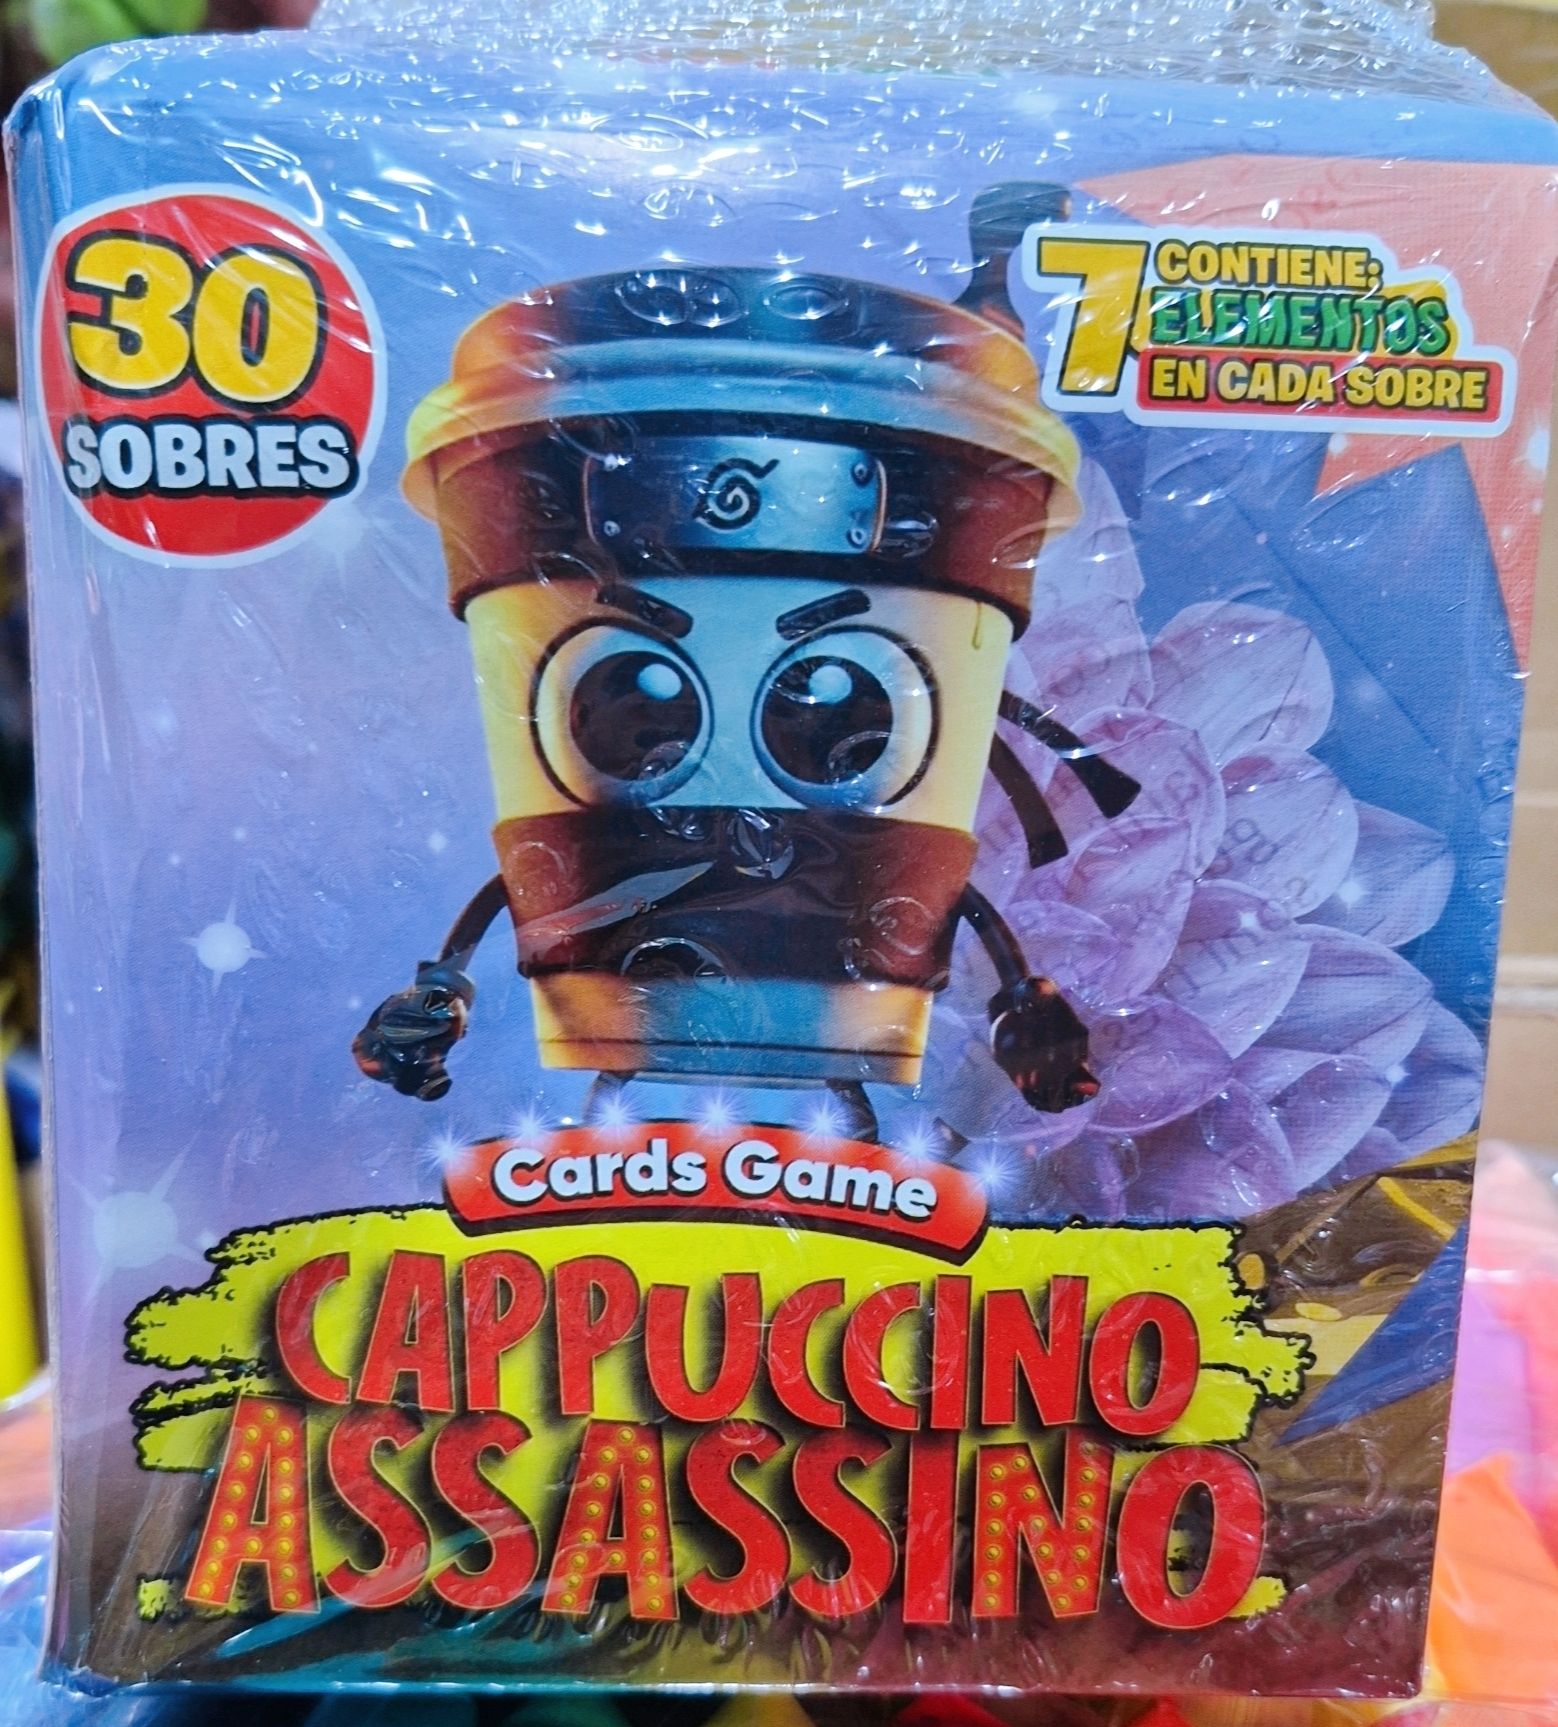 30
SOBRES
7 CONTIENE:
ELEMENTOS
EN CADA SOBRE
Cards Game
CAPPUCCINO
ASSASSINO